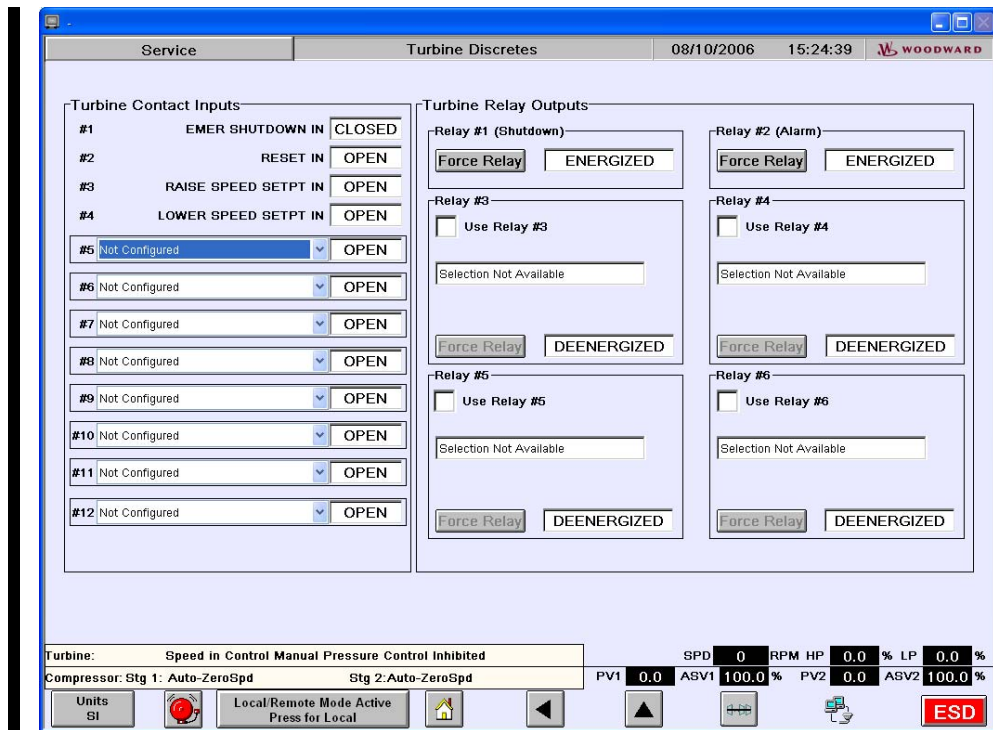 Service Turbine Discretes 08/10/2006 15:24:39 WOODWARD
Turbine Contact Inputs
#1 EMER SHUTDOWN IN CLOSED
#2 RESET IN OPEN
#3 RAISE SPEED SETPT IN OPEN
#4 LOWER SPEED SETPT IN OPEN
#5 Not Configured OPEN
#6 Not Configured OPEN
#7 Not Configured OPEN
#8 Not Configured OPEN
#9 Not Configured OPEN
#10 Not Configured OPEN
#11 Not Configured OPEN
#12 Not Configured OPEN
Turbine Relay Outputs
Relay #1 (Shutdown)
Force Relay ENERGIZED
Relay #2 (Alarm)
Force Relay ENERGIZED
Relay #3
Use Relay #3
Selection Not Available
Force Relay DEENERGIZED
Relay #4
Use Relay #4
Selection Not Available
Force Relay DEENERGIZED
Relay #5
Use Relay #5
Selection Not Available
Force Relay DEENERGIZED
Relay #6
Use Relay #6
Selection Not Available
Force Relay DEENERGIZED
Turbine: Speed in Control Manual Pressure Control Inhibited SPD 0 RPM HP 0.0 % LP 0.0 %
Compressor: Stg 1: Auto-ZeroSpd Stg 2:Auto-ZeroSpd PV1 0.0 ASV1 100.0 % PV2 0.0 ASV2 100.0 %
Units
SI
Local/Remote Mode Active
Press for Local
ESD